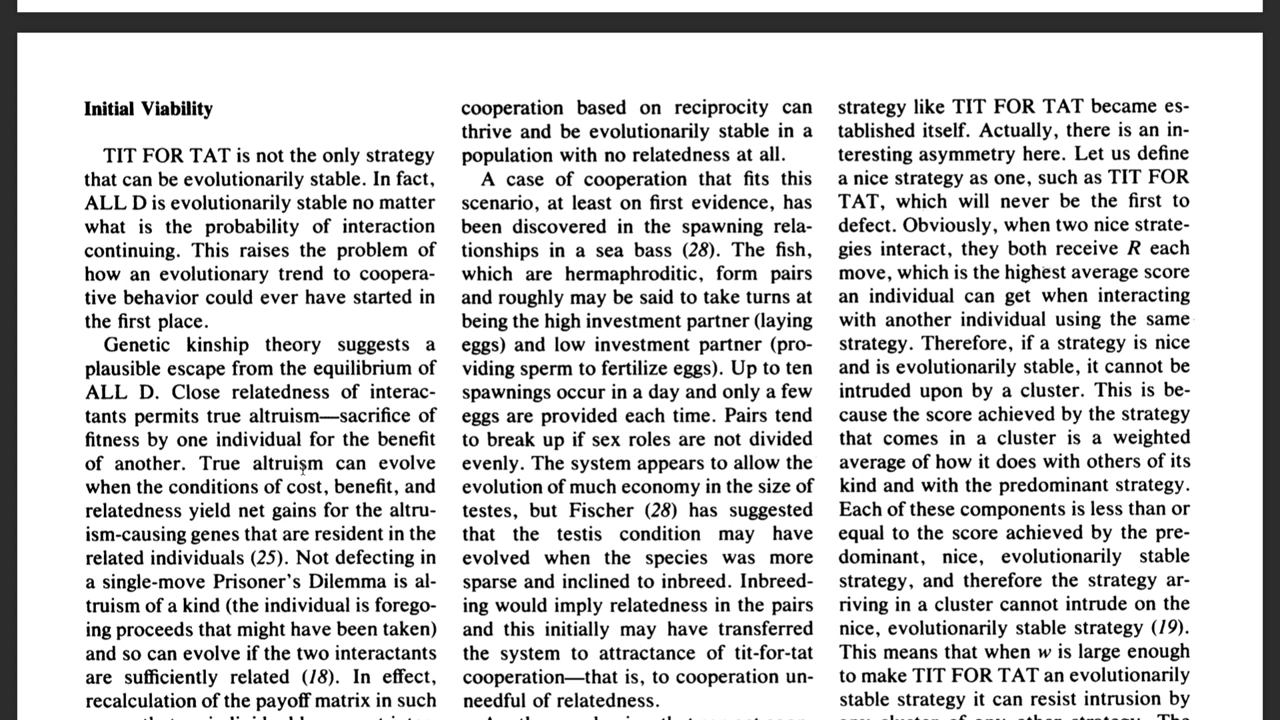 Initial Viability
TIT FOR TAT is not the only strategy
that can be evolutionarily stable. In fact,
ALL D is evolutionarily stable no matter
what is the probability of interaction
continuing. This raises the problem of
how an evolutionary trend to coopera-
tive behavior could ever have started in
the first place.
Genetic kinship theory suggests a
plausible escape from the equilibrium of
ALL D. Close relatedness of interac-
tants permits true altruism—sacrifice of
fitness by one individual for the benefit
of another. True altruism can evolve
when the conditions of cost, benefit, and
relatedness yield net gains for the altru-
ism-causing genes that are resident in the
related individuals (25). Not defecting in
a single-move Prisoner's Dilemma is al-
truism of a kind (the individual is forego-
ing proceeds that might have been taken)
and so can evolve if the two interactants
are sufficiently related (18). In effect,
recalculation of the payoff matrix in such
cooperation based on reciprocity can
thrive and be evolutionarily stable in a
population with no relatedness at all.
A case of cooperation that fits this
scenario, at least on first evidence, has
been discovered in the spawning rela-
tionships in a sea bass (28). The fish,
which are hermaphroditic, form pairs
and roughly may be said to take turns at
being the high investment partner (laying
eggs) and low investment partner (pro-
viding sperm to fertilize eggs). Up to ten
spawnings occur in a day and only a few
eggs are provided each time. Pairs tend
to break up if sex roles are not divided
evenly. The system appears to allow the
evolution of much economy in the size of
testes, but Fischer (28) has suggested
that the testis condition may have
evolved when the species was more
sparse and inclined to inbreed. Inbreed-
ing would imply relatedness in the pairs
and this initially may have transferred
the system to attractance of tit-for-tat
cooperation—that is, to cooperation un-
needful of relatedness.
strategy like TIT FOR TAT became es-
tablished itself. Actually, there is an in-
teresting asymmetry here. Let us define
a nice strategy as one, such as TIT FOR
TAT, which will never be the first to
defect. Obviously, when two nice strate-
gies interact, they both receive R each
move, which is the highest average score
an individual can get when interacting
with another individual using the same
strategy. Therefore, if a strategy is nice
and is evolutionarily stable, it cannot be
intruded upon by a cluster. This is be-
cause the score achieved by the strategy
that comes in a cluster is a weighted
average of how it does with others of its
kind and with the predominant strategy.
Each of these components is less than or
equal to the score achieved by the pre-
dominant, nice, evolutionarily stable
strategy, and therefore the strategy ar-
riving in a cluster cannot intrude on the
nice, evolutionarily stable strategy (19).
This means that when w is large enough
to make TIT FOR TAT an evolutionarily
stable strategy it can resist intrusion by